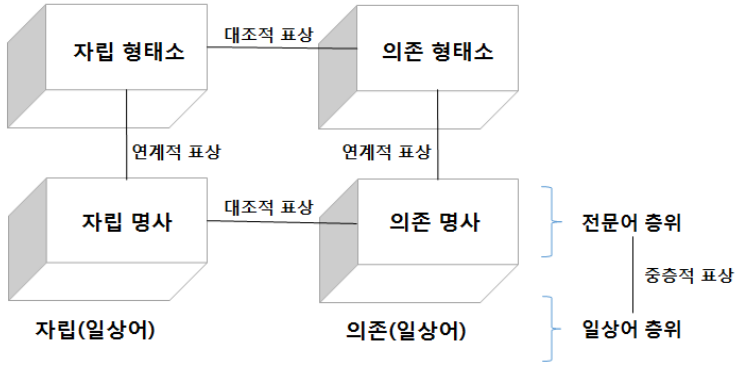 자립 형태소
대조적 표상
의존 형태소
연계적 표상
연계적 표상
자립 명사
대조적 표상
의존 명사
전문어 층위
중층적 표상
자립(일상어)
의존(일상어)
일상어 층위